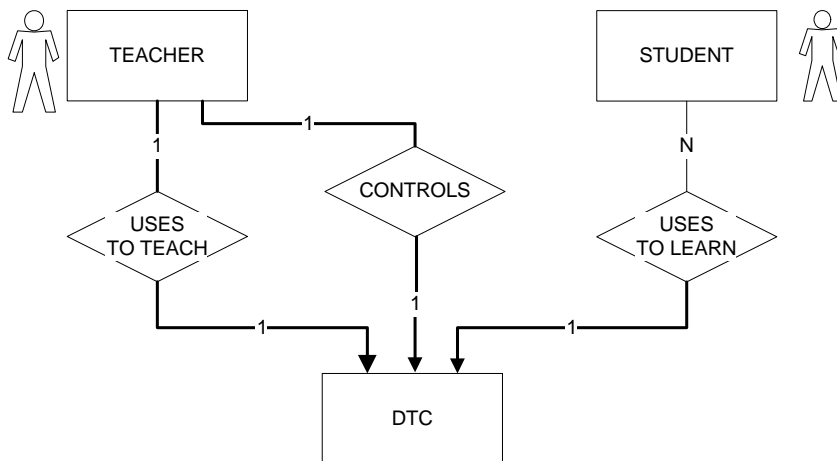 TEACHER
STUDENT
1
1
N
CONTROLS
USES
TO TEACH
USES
TO LEARN
1
1
1
DTC